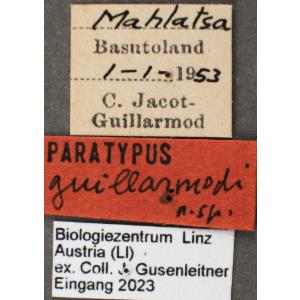 Mahlatsa
Basutoland
1-1-1953
C. Jacot-
Guillarmod
PARATYPUS
guillarmodi
n.sp.
Biologiezentrum Linz
Austria (LI)
ex. Coll. J. Gusenleitner
Eingang 2023